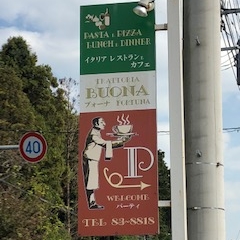 PASTA & PIZZA
LUNCH & DINNER
イタリア レストラン &
カフェ
TRATTORIA
BUONA
ブォーナ FORTUNA
P
WELCOME
パーティ
TEL 83-8818
40